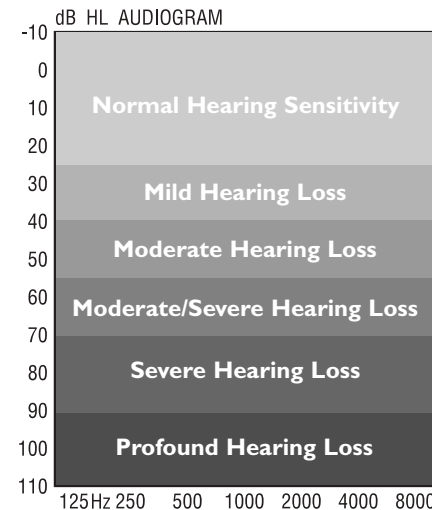 dB HL AUDIOGRAM
-10
0
10
Normal Hearing Sensitivity
20
30
Mild Hearing Loss
40
Moderate Hearing Loss
50
60
Moderate/Severe Hearing Loss
70
80
Severe Hearing Loss
90
100
Profound Hearing Loss
110
125Hz 250 500 1000 2000 4000 8000